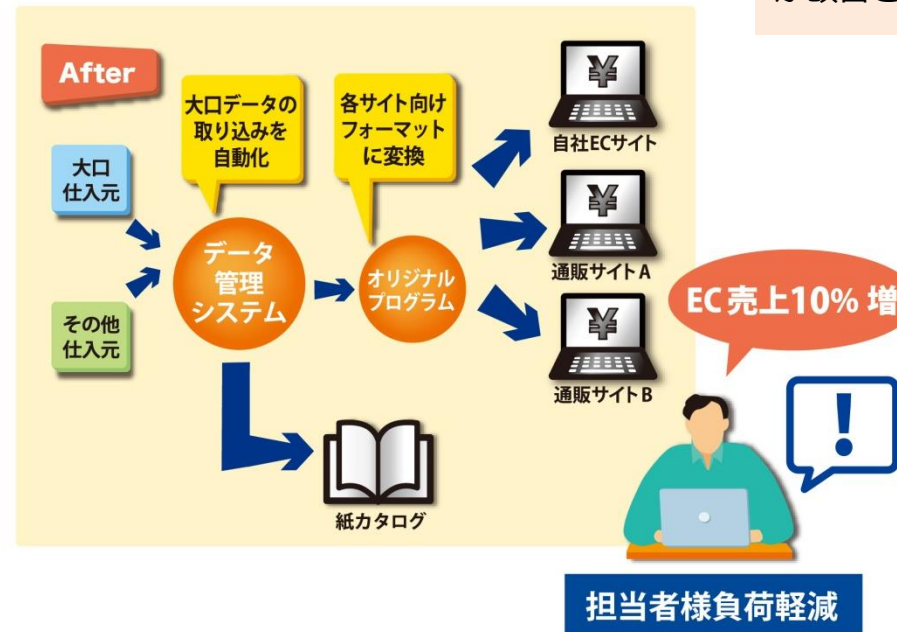 After
大口データの
取り込みを
自動化
各サイト向け
フォーマット
に変換
大口
仕入元
その他
仕入元
データ
管理
システム
オリジナル
プログラム
¥
自社ECサイト
¥
通販サイトA
¥
通販サイトB
紙カタログ
EC売上10% 増
!
担当者様負荷軽減